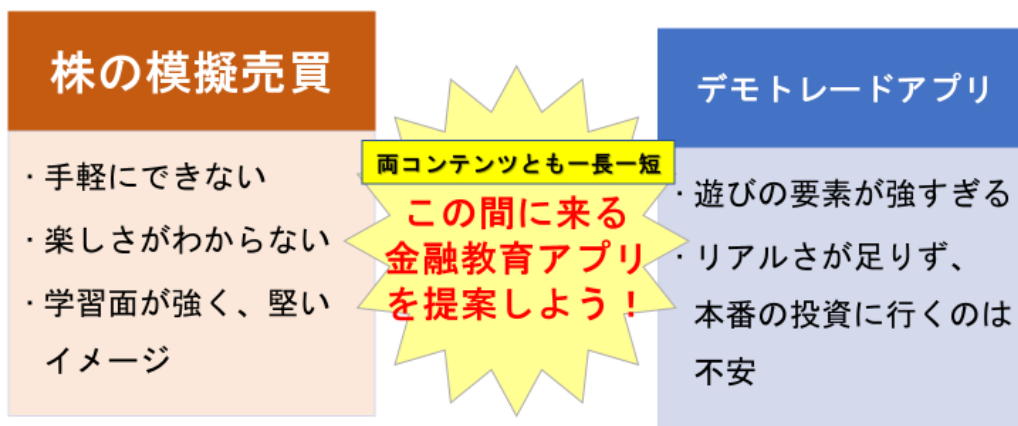 株の模擬売買
・手軽にできない
・楽しさがわからない
・学習面が強く、堅い
イメージ
両コンテンツとも一長一短
この間に来る
金融教育アプリ
を提案しよう！
デモトレードアプリ
・遊びの要素が強すぎる
・リアルさが足りず、
本番の投資に行くのは
不安